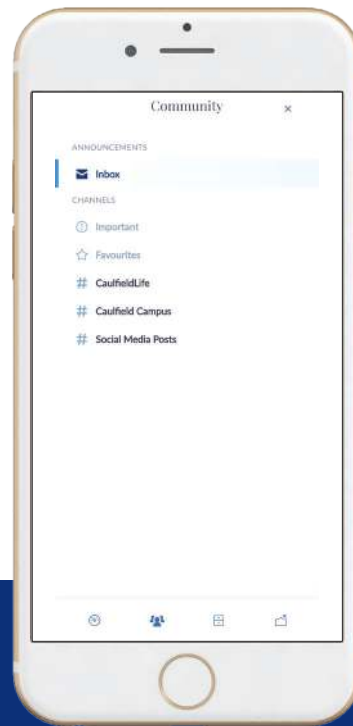 Community
ANNOUNCEMENTS
Inbox
CHANNELS
Important
Favourites
# CaulfieldLife
# Caulfield Campus
# Social Media Posts